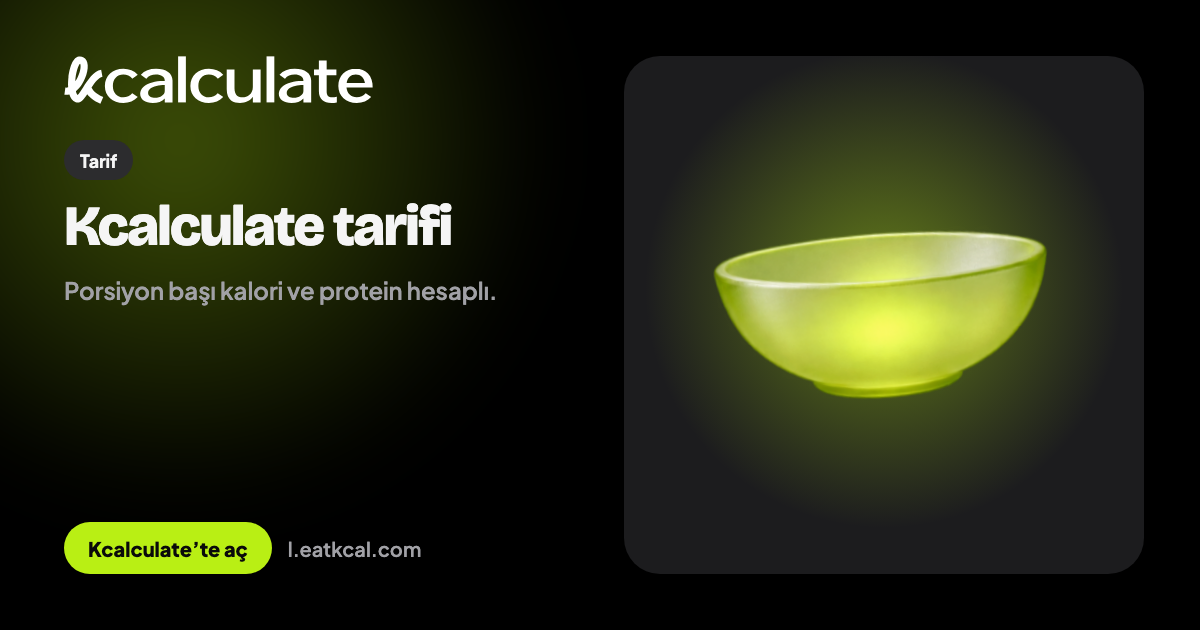 kcalculate
Tarif
Kcalculate tarifi
Porsiyon başı kalori ve protein hesaplı.
Kcalculate’te aç
l.eatkcal.com